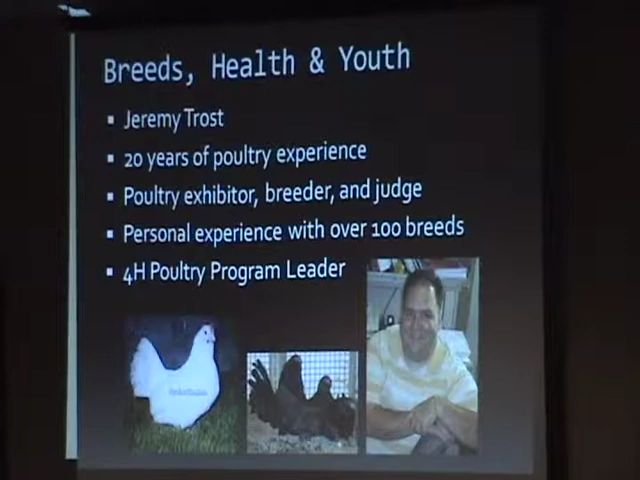 Breeds, Health & Youth
Jeremy Trost
20 years of poultry experience
Poultry exhibitor, breeder, and judge
Personal experience with over 100 breeds
4H Poultry Program Leader